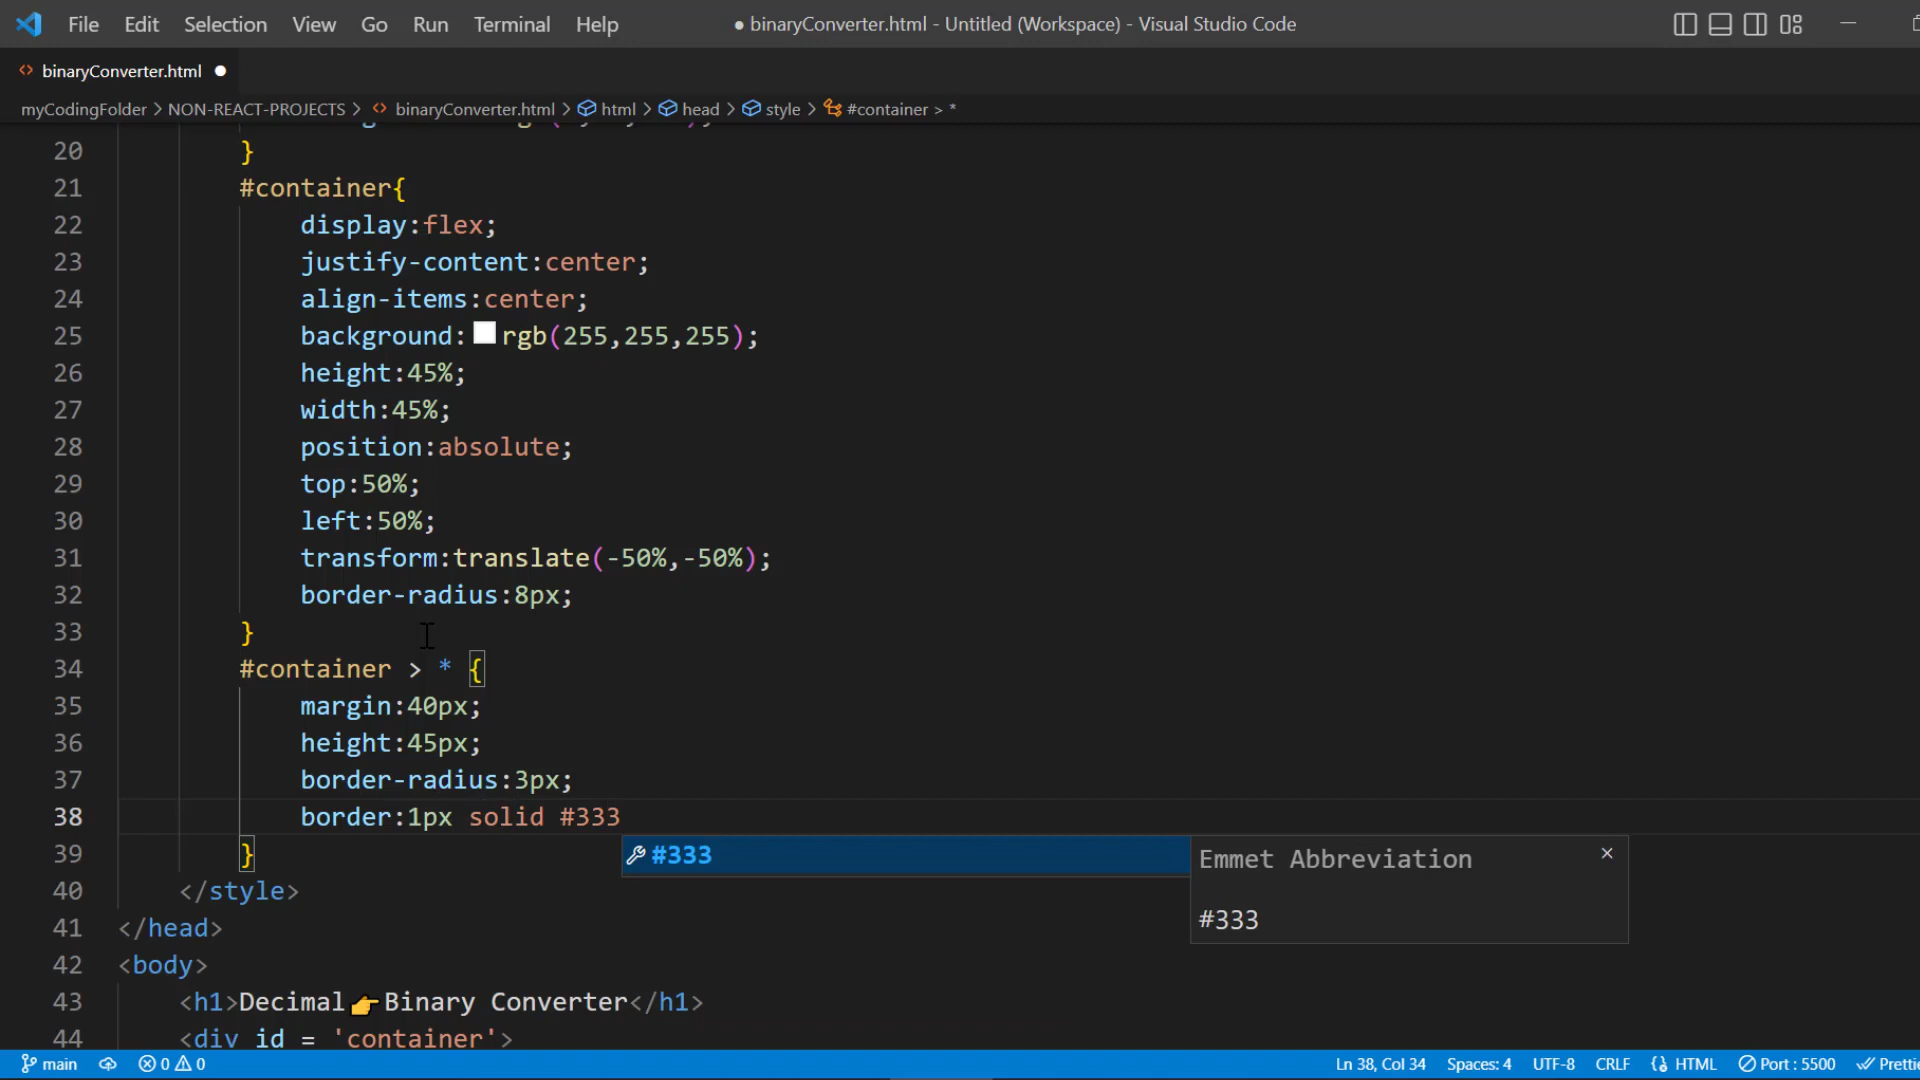 File Edit Selection View Go Run Terminal Help ● binaryConverter.html - Untitled (Workspace) - Visual Studio Code
binaryConverter.html ●
myCodingFolder > NON-REACT-PROJECTS > binaryConverter.html > html > head > style > #container > *
20 }
21 #container{
22 display:flex;
23 justify-content:center;
24 align-items:center;
25 background: rgb(255,255,255);
26 height:45%;
27 width:45%;
28 position:absolute;
29 top:50%;
30 left:50%;
31 transform:translate(-50%,-50%);
32 border-radius:8px;
33 }
34 #container > * {
35 margin:40px;
36 height:45px;
37 border-radius:3px;
38 border:1px solid #333
39 }
#333
Emmet Abbreviation
#333
40 </style>
41 </head>
42 <body>
43 <h1>Decimal👉Binary Converter</h1>
44 <div id = 'container'>
main 0 0 Ln 38, Col 34 Spaces: 4 UTF-8 CRLF HTML Port : 5500